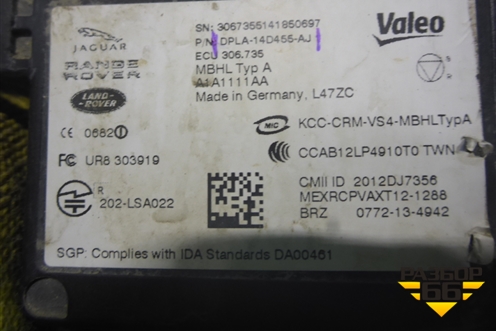 SN: 3067355141850697
JAGUAR
P/N: DPLA-14D455-AJ
Valeo
ECU 306.735
RANGE ROVER
MBHL Typ A
A1A1111AA
LAND-ROVER
Made in Germany, L47ZC
CE 0682
MIC KCC-CRM-VS4-MBHLTypA
FC UR8 303919
CCAB12LP4910T0 TWN
R
202-LSA022
CMII ID 2012DJ7356
MEXRCPVAXT12-1288
BRZ 0772-13-4942
SGP: Complies with IDA Standards DA00461
РАЗБОР
66